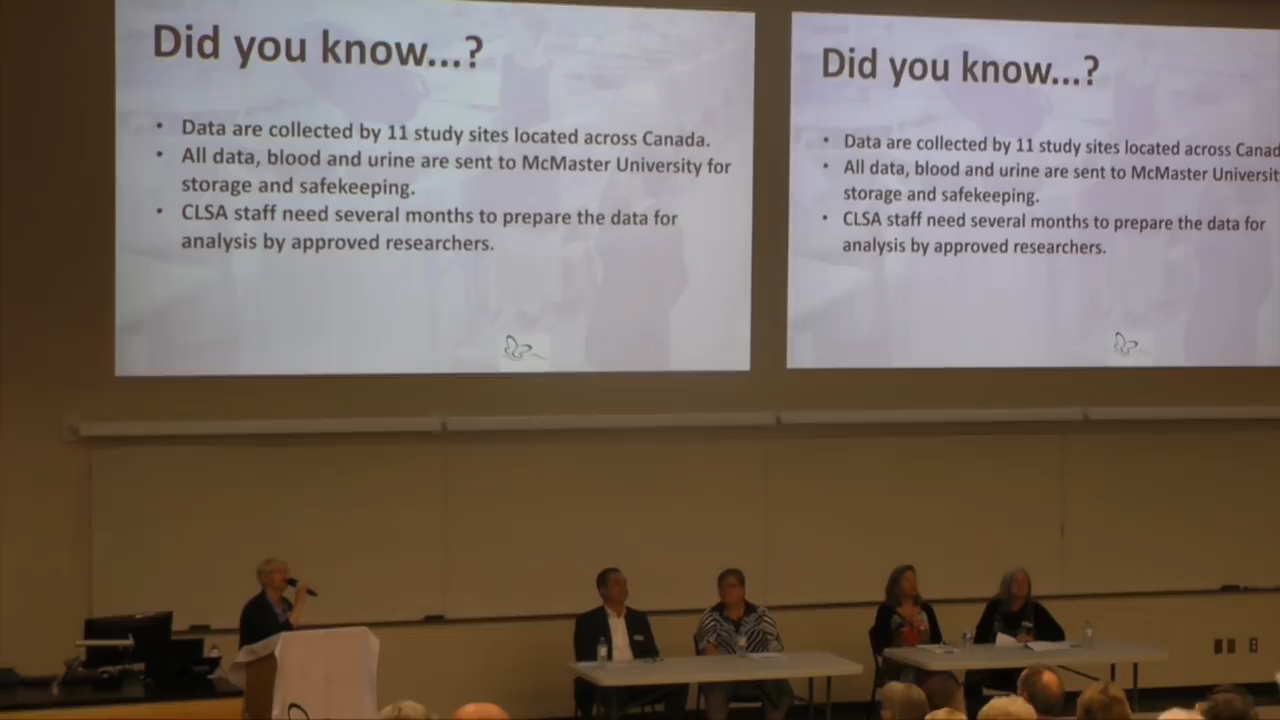 Did you know...?
• Data are collected by 11 study sites located across Canada.
• All data, blood and urine are sent to McMaster University for
storage and safekeeping.
• CLSA staff need several months to prepare the data for
analysis by approved researchers.
Did you know...?
• Data are collected by 11 study sites located across Canad
• All data, blood and urine are sent to McMaster Universit
storage and safekeeping.
• CLSA staff need several months to prepare the data for
analysis by approved researchers.